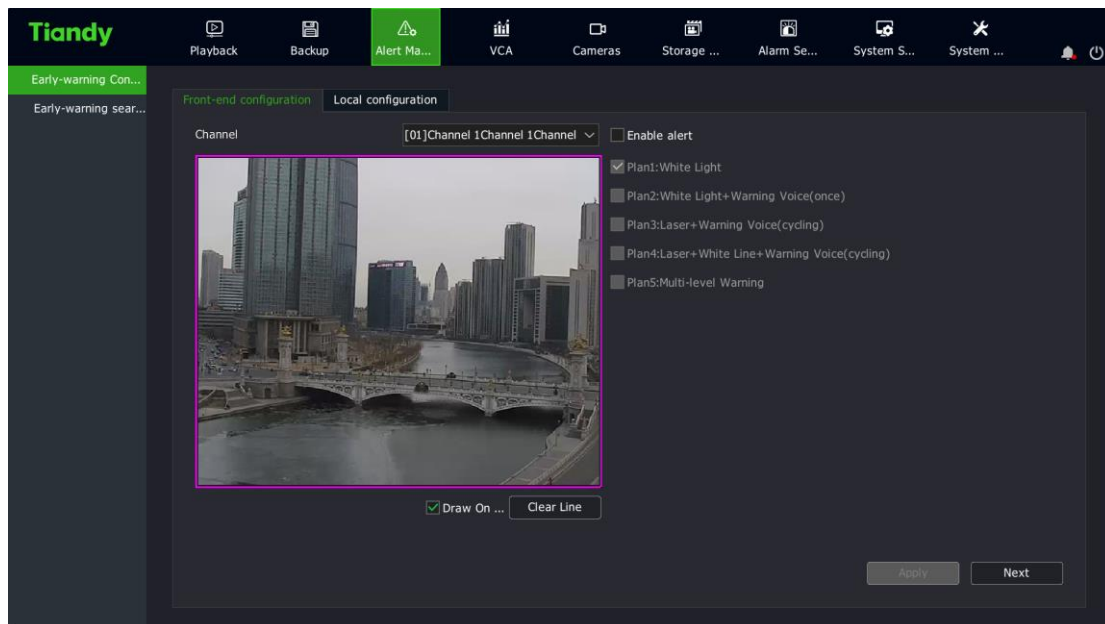 Tiandy
Playback
Backup
Alert Ma...
VCA
Cameras
Storage ...
Alarm Se...
System S...
System ...
Early-warning Con...
Early-warning sear...
Front-end configuration
Local configuration
Channel
[01]Channel 1Channel 1Channel
Enable alert
Plan1:White Light
Plan2:White Light+Warning Voice(once)
Plan3:Laser+Warning Voice(cycling)
Plan4:Laser+White Line+Warning Voice(cycling)
Plan5:Multi-level Warning
Draw On ...
Clear Line
Apply
Next